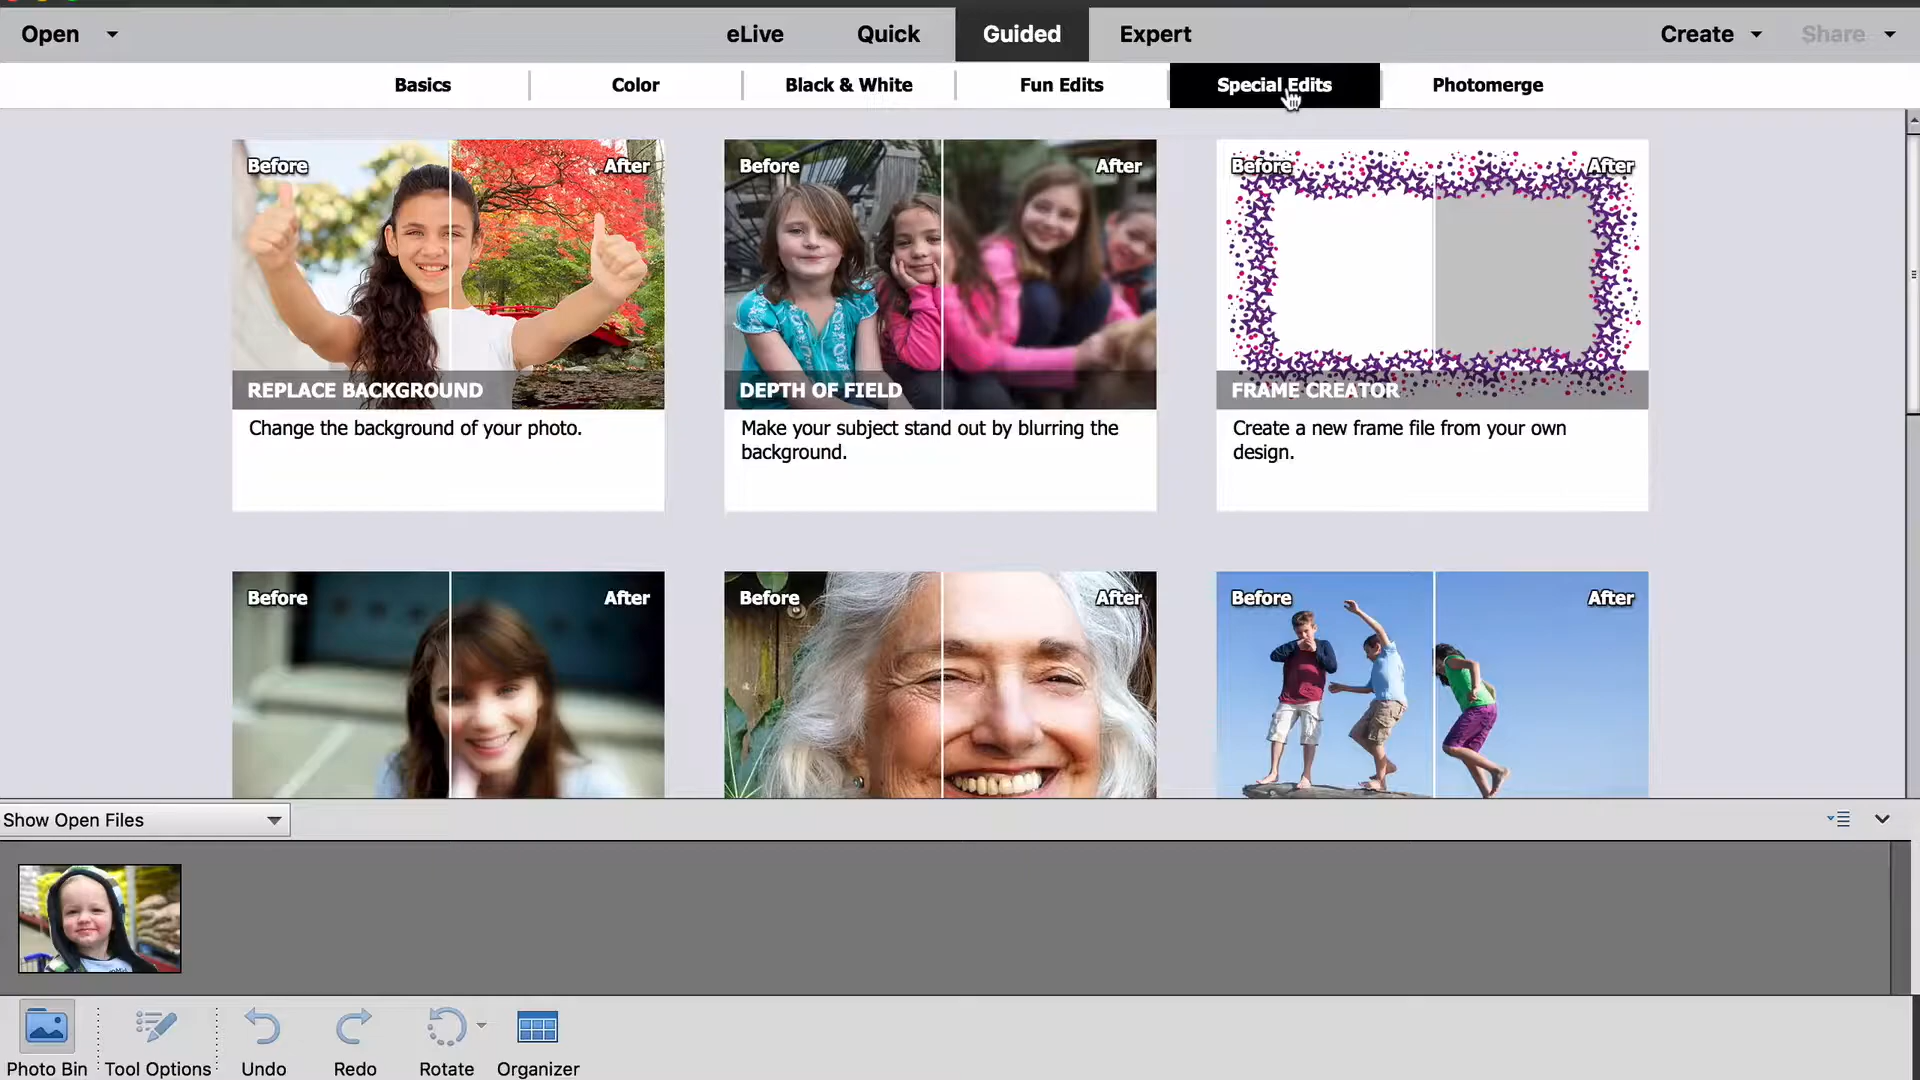 Open
eLive
Quick
Guided
Expert
Create
Share
Basics
Color
Black & White
Fun Edits
Special Edits
Photomerge
Before
After
REPLACE BACKGROUND
Change the background of your photo.
Before
After
DEPTH OF FIELD
Make your subject stand out by blurring the
background.
Before
After
FRAME CREATOR
Create a new frame file from your own
design.
Before
After
Before
After
Before
After
Show Open Files
Photo Bin
Tool Options
Undo
Redo
Rotate
Organizer